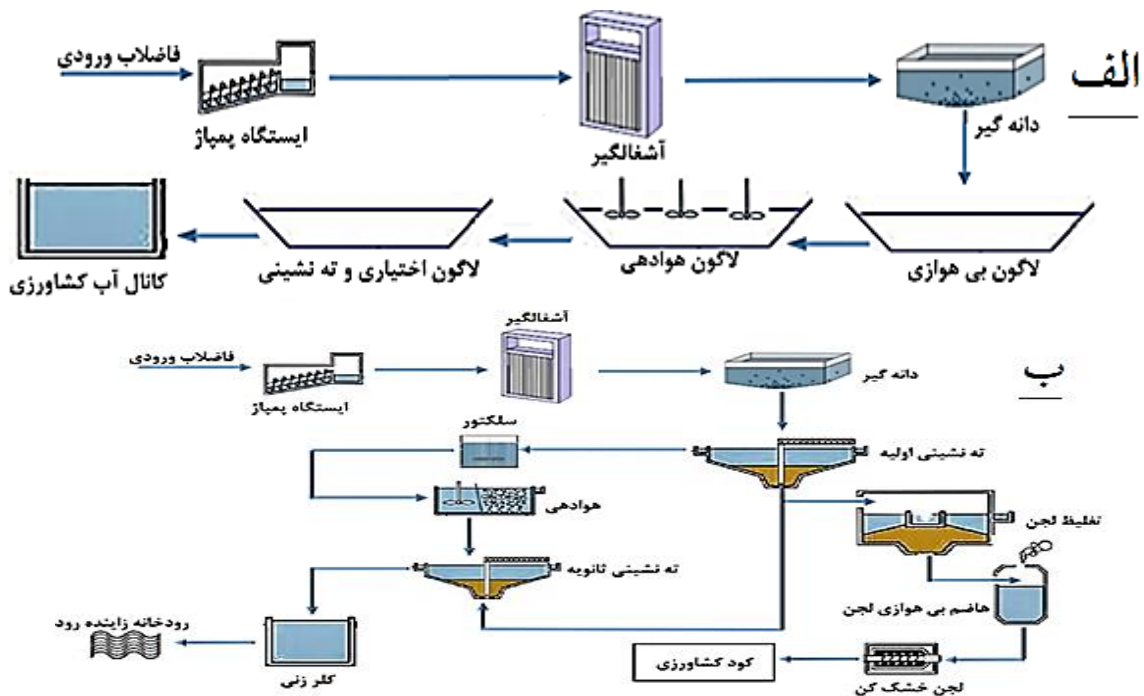 الف
فاضلاب ورودی
ایستگاه پمپاژ
آشغالگیر
دانه گیر
لاگون بی هوازی
لاگون هوادهی
لاگون اختیاری و ته نشینی
کانال آب کشاورزی
ب
فاضلاب ورودی
ایستگاه پمپاژ
آشغالگیر
دانه گیر
ته نشینی اولیه
سلکتور
هوادهی
ته نشینی ثانویه
کلر زنی
رودخانه زاینده رود
تغلیظ لجن
هاضم بی هوازی لجن
لجن خشک کن
کود کشاورزی